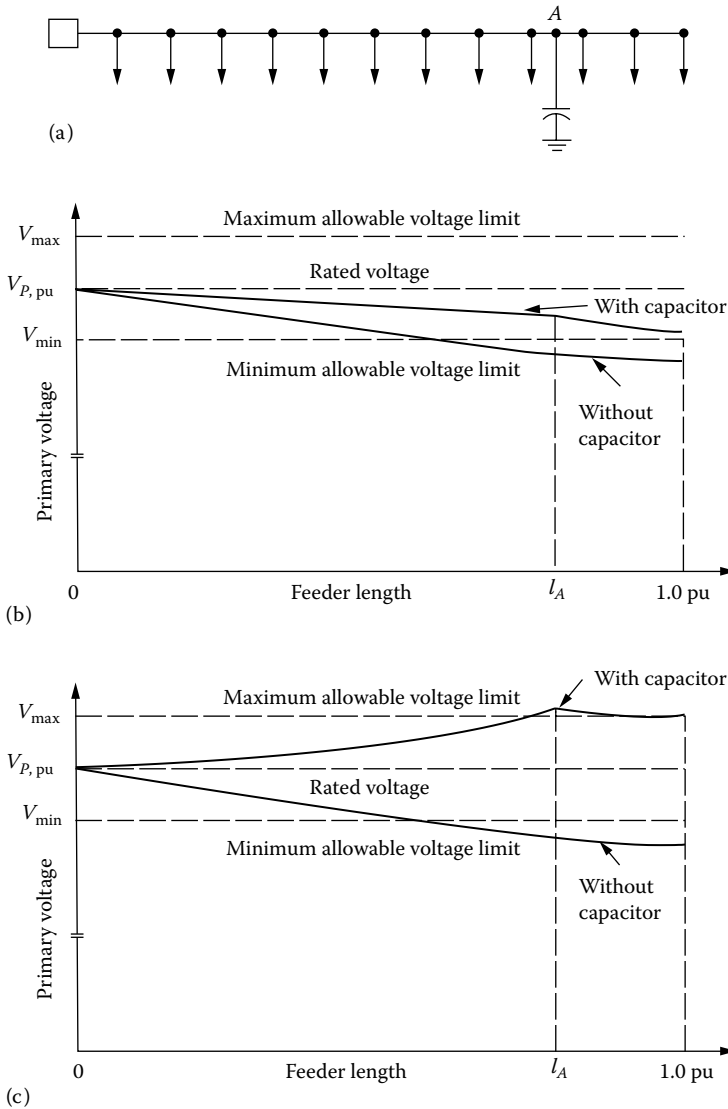 A
(a)
Maximum allowable voltage limit
V_max
Rated voltage
V_P, pu
With capacitor
V_min
Minimum allowable voltage limit
Without
capacitor
Primary voltage
0
Feeder length
l_A
1.0 pu
(b)
With capacitor
Maximum allowable voltage limit
V_max
V_P, pu
Rated voltage
V_min
Minimum allowable voltage limit
Without
capacitor
Primary voltage
0
Feeder length
l_A
1.0 pu
(c)